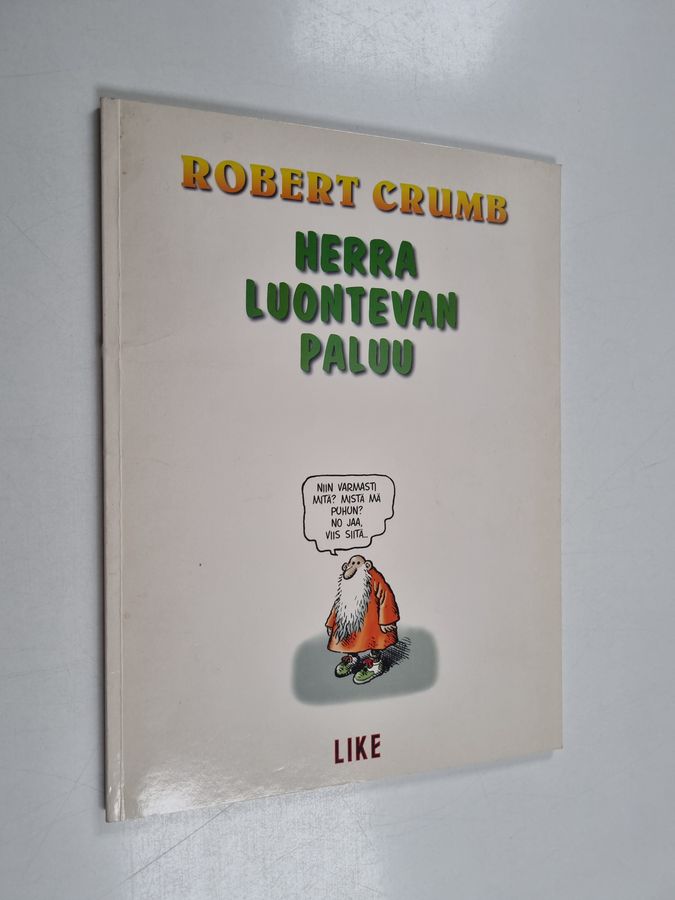 ROBERT CRUMB
HERRA
LUONTEVAN
PALUU
NIIN VARMASTI
MITÄ? MISTÄ MÄ
PUHUN?
NO JAA,
VIIS SIITÄ...
LIKE